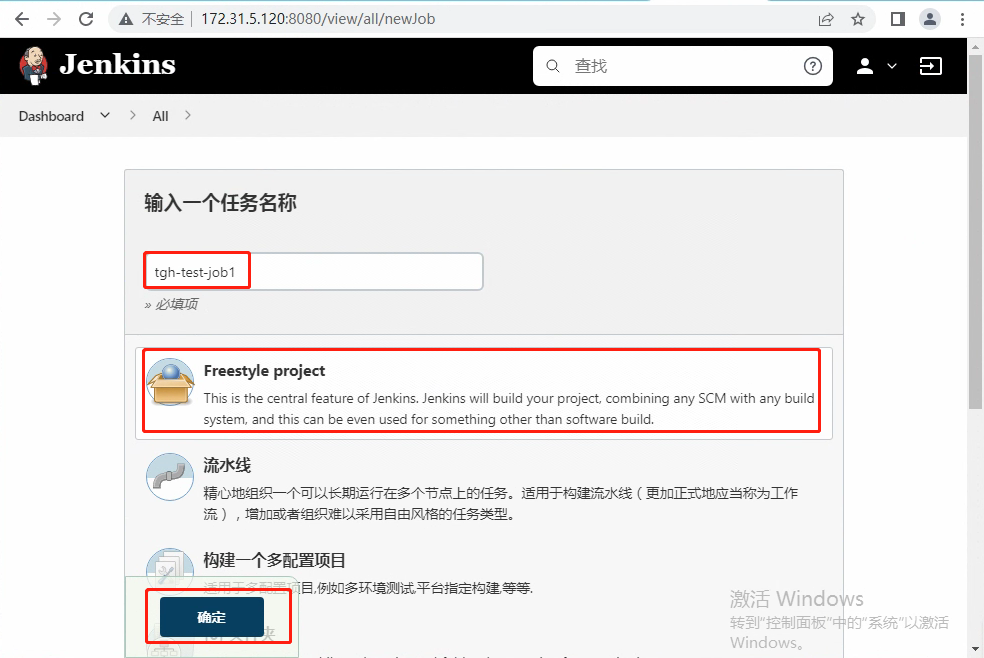 不安全 172.31.5.120:8080/view/all/newJob
Jenkins
查找
Dashboard All
输入一个任务名称
tgh-test-job1
» 必填项
Freestyle project
This is the central feature of Jenkins. Jenkins will build your project, combining any SCM with any build
system, and this can be even used for something other than software build.
流水线
精心地组织一个可以长期运行在多个节点上的任务。适用于构建流水线（更加正式地应当称为工作
流），增加或者组织难以采用自由风格的任务类型。
构建一个多配置项目
适用于多配置项目,例如多环境测试,平台指定构建,等等.
确定
激活 Windows
转到"控制面板"中的"系统"以激活
Windows。